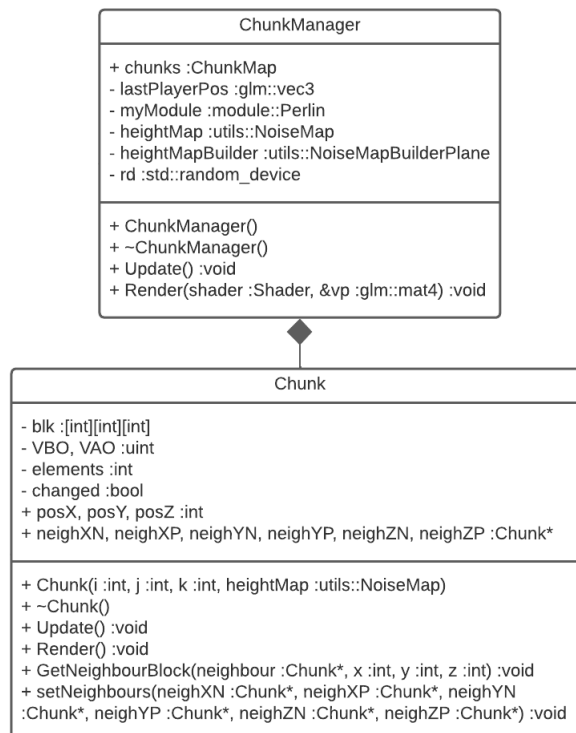 ChunkManager
+ chunks :ChunkMap
- lastPlayerPos :glm::vec3
- myModule :module::Perlin
- heightMap :utils::NoiseMap
- heightMapBuilder :utils::NoiseMapBuilderPlane
- rd :std::random_device
+ ChunkManager()
+ ~ChunkManager()
+ Update() :void
+ Render(shader :Shader, &vp :glm::mat4) :void
Chunk
- blk :[int][int][int]
- VBO, VAO :uint
- elements :int
- changed :bool
+ posX, posY, posZ :int
+ neighXN, neighXP, neighYN, neighYP, neighZN, neighZP :Chunk*
+ Chunk(i :int, j :int, k :int, heightMap :utils::NoiseMap)
+ ~Chunk()
+ Update() :void
+ Render() :void
+ GetNeighbourBlock(neighbour :Chunk*, x :int, y :int, z :int) :void
+ setNeighbours(neighXN :Chunk*, neighXP :Chunk*, neighYN
:Chunk*, neighYP :Chunk*, neighZN :Chunk*, neighZP :Chunk*) :void